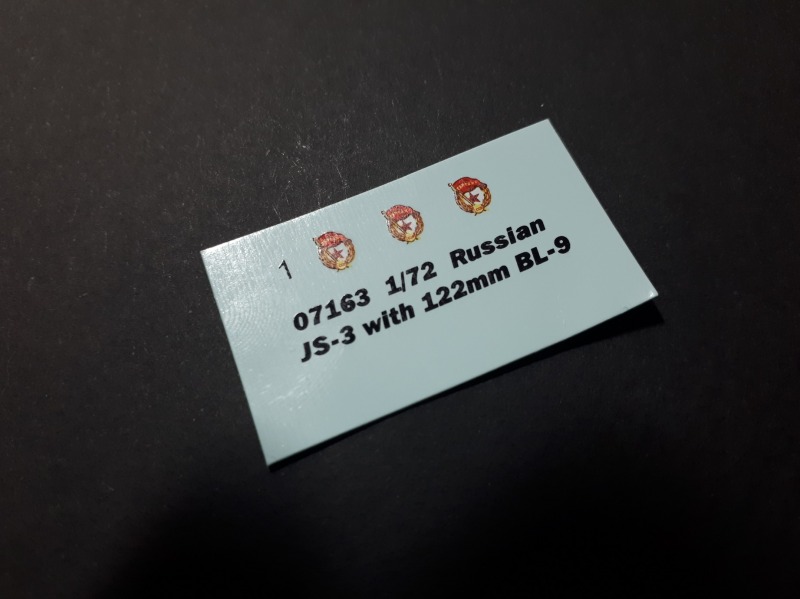 1
07163 1/72 Russian
JS-3 with 122mm BL-9